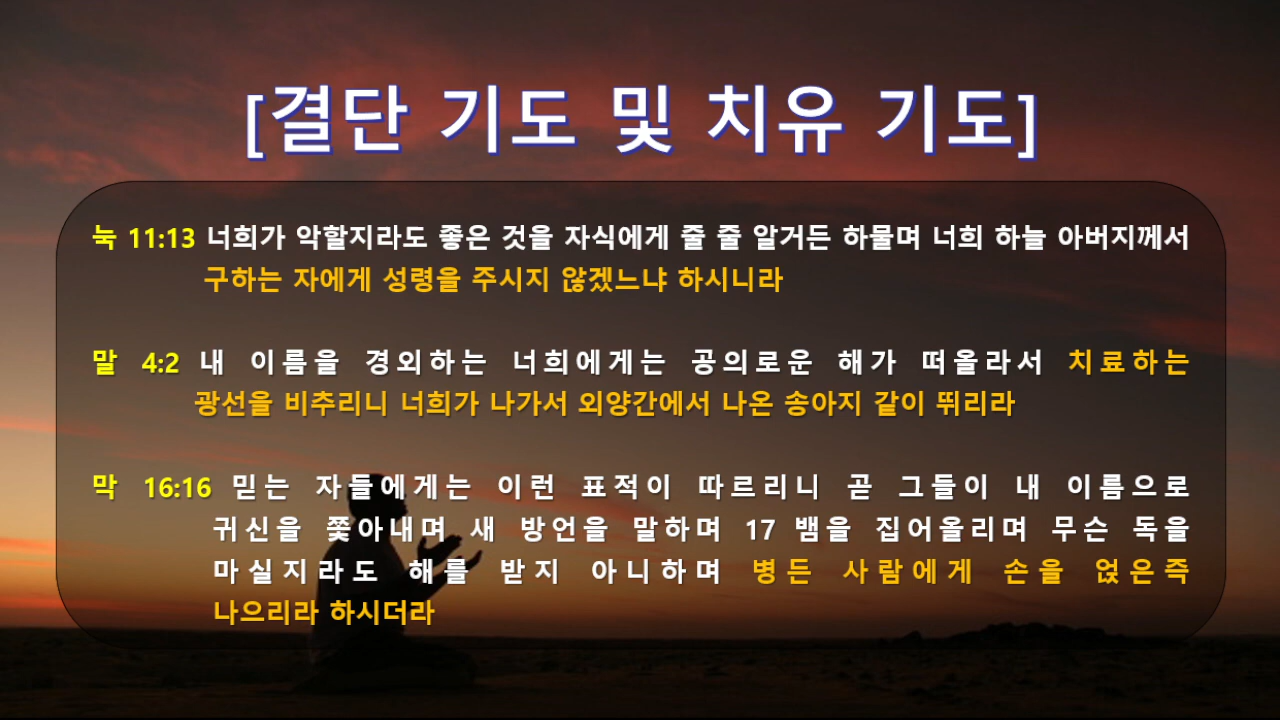 [결단 기도 및 치유 기도]
눅 11:13 너희가 악할지라도 좋은 것을 자식에게 줄 줄 알거든 하물며 너희 하늘 아버지께서
구하는 자에게 성령을 주시지 않겠느냐 하시니라
말 4:2 내 이름을 경외하는 너희에게는 공의로운 해가 떠올라서 치료하는
광선을 비추리니 너희가 나가서 외양간에서 나온 송아지 같이 뛰리라
막 16:16 믿는 자들에게는 이런 표적이 따르리니 곧 그들이 내 이름으로
귀신을 쫓아내며 새 방언을 말하며 17 뱀을 집어올리며 무슨 독을
마실지라도 해를 받지 아니하며 병든 사람에게 손을 얹은즉
나으리라 하시더라